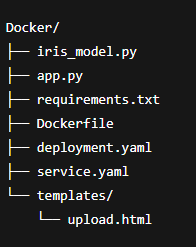 Docker/
├── iris_model.py
├── app.py
├── requirements.txt
├── Dockerfile
├── deployment.yaml
├── service.yaml
└── templates/
    └── upload.html